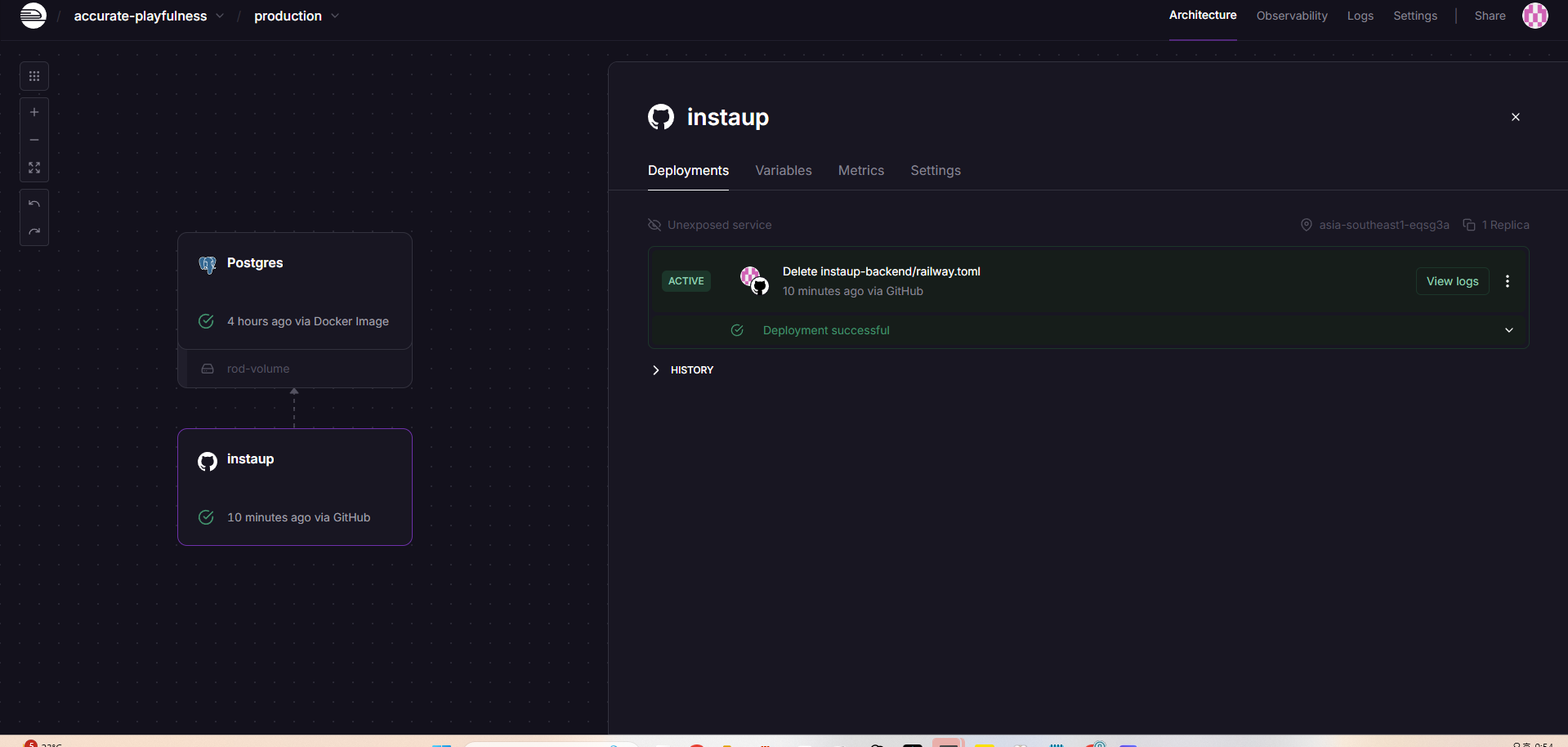 / accurate-playfulness / production
Architecture Observability Logs Settings Share
instaup
Deployments Variables Metrics Settings
Unexposed service
asia-southeast1-eqsg3a 1 Replica
ACTIVE
Delete instaup-backend/railway.toml
10 minutes ago via GitHub
View logs
Deployment successful
HISTORY
Postgres
4 hours ago via Docker Image
rod-volume
instaup
10 minutes ago via GitHub
5